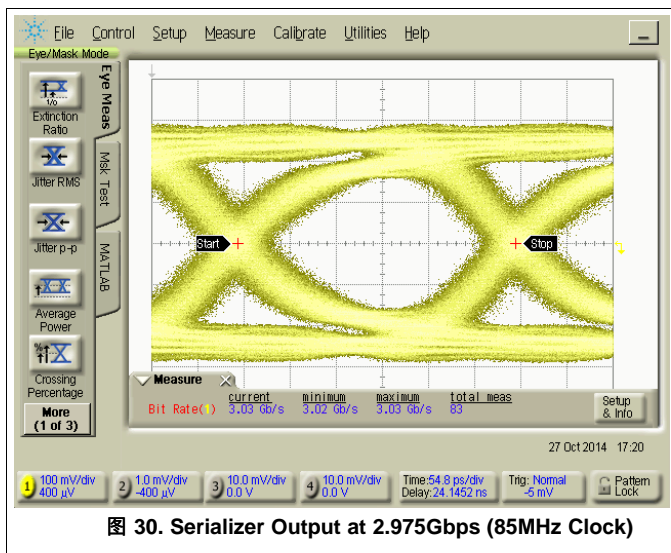 File Control Setup Measure Calibrate Utilities Help
Eye/Mask Mode
Extinction
Ratio
Jitter RMS
Jitter p-p
Average
Power
Crossing
Percentage
More
(1 of 3)
Eye Meas
Msk Test
MATLAB
Start
Stop
Measure
current minimum maximum total meas
Bit Rate(1) 3.03 Gb/s 3.02 Gb/s 3.03 Gb/s 83
Setup
& Info
27 Oct 2014 17:20
1 100 mV/div
400 µV
2 1.0 mV/div
-400 µV
3 10.0 mV/div
0.0 V
4 10.0 mV/div
0.0 V
Time:54.8 ps/div
Delay:24.1452 ns
Trig: Normal
-5 mV
Pattern
Lock
图 30. Serializer Output at 2.975Gbps (85MHz Clock)